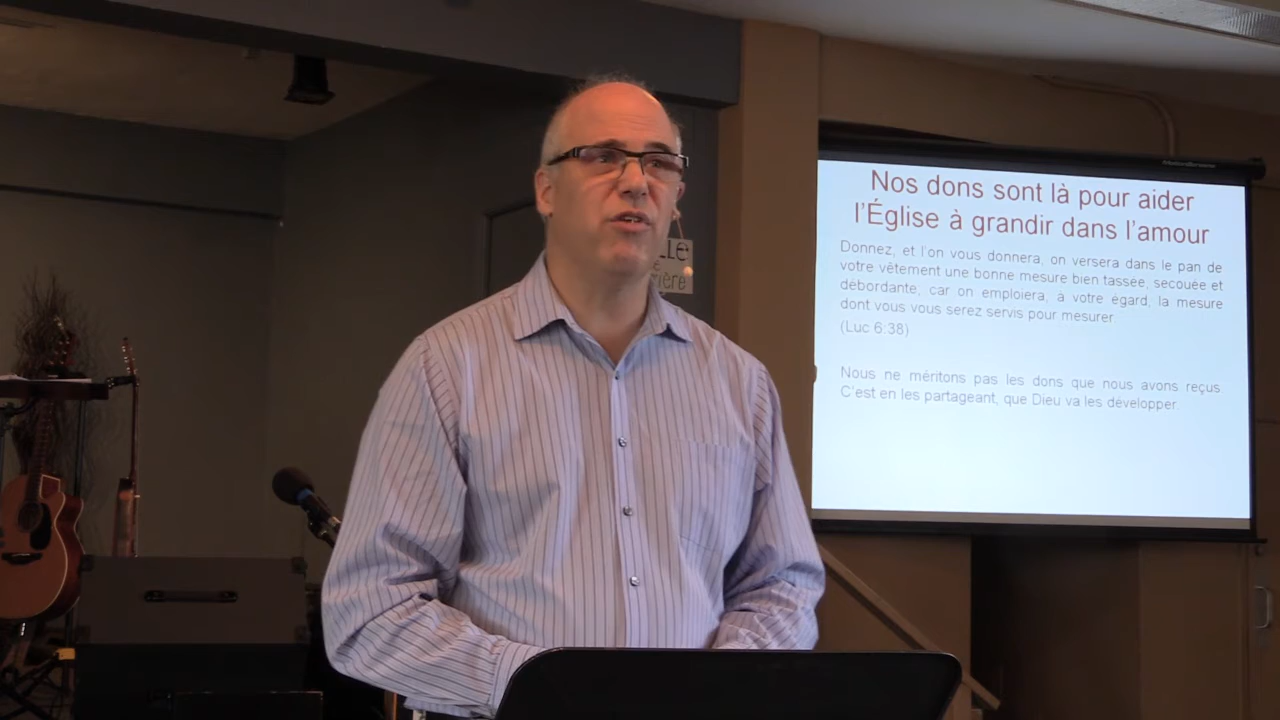 Nos dons sont là pour aider
l'Église à grandir dans l'amour
Donnez, et l'on vous donnera, on versera dans le pan de
votre vêtement une bonne mesure bien tassée, secouée et
débordante, car on emploiera, à votre égard, la mesure
dont vous vous serez servis pour mesurer.
(Luc 6:38)
Nous ne méritons pas les dons que nous avons reçus.
C'est en les partageant, que Dieu va les développer.